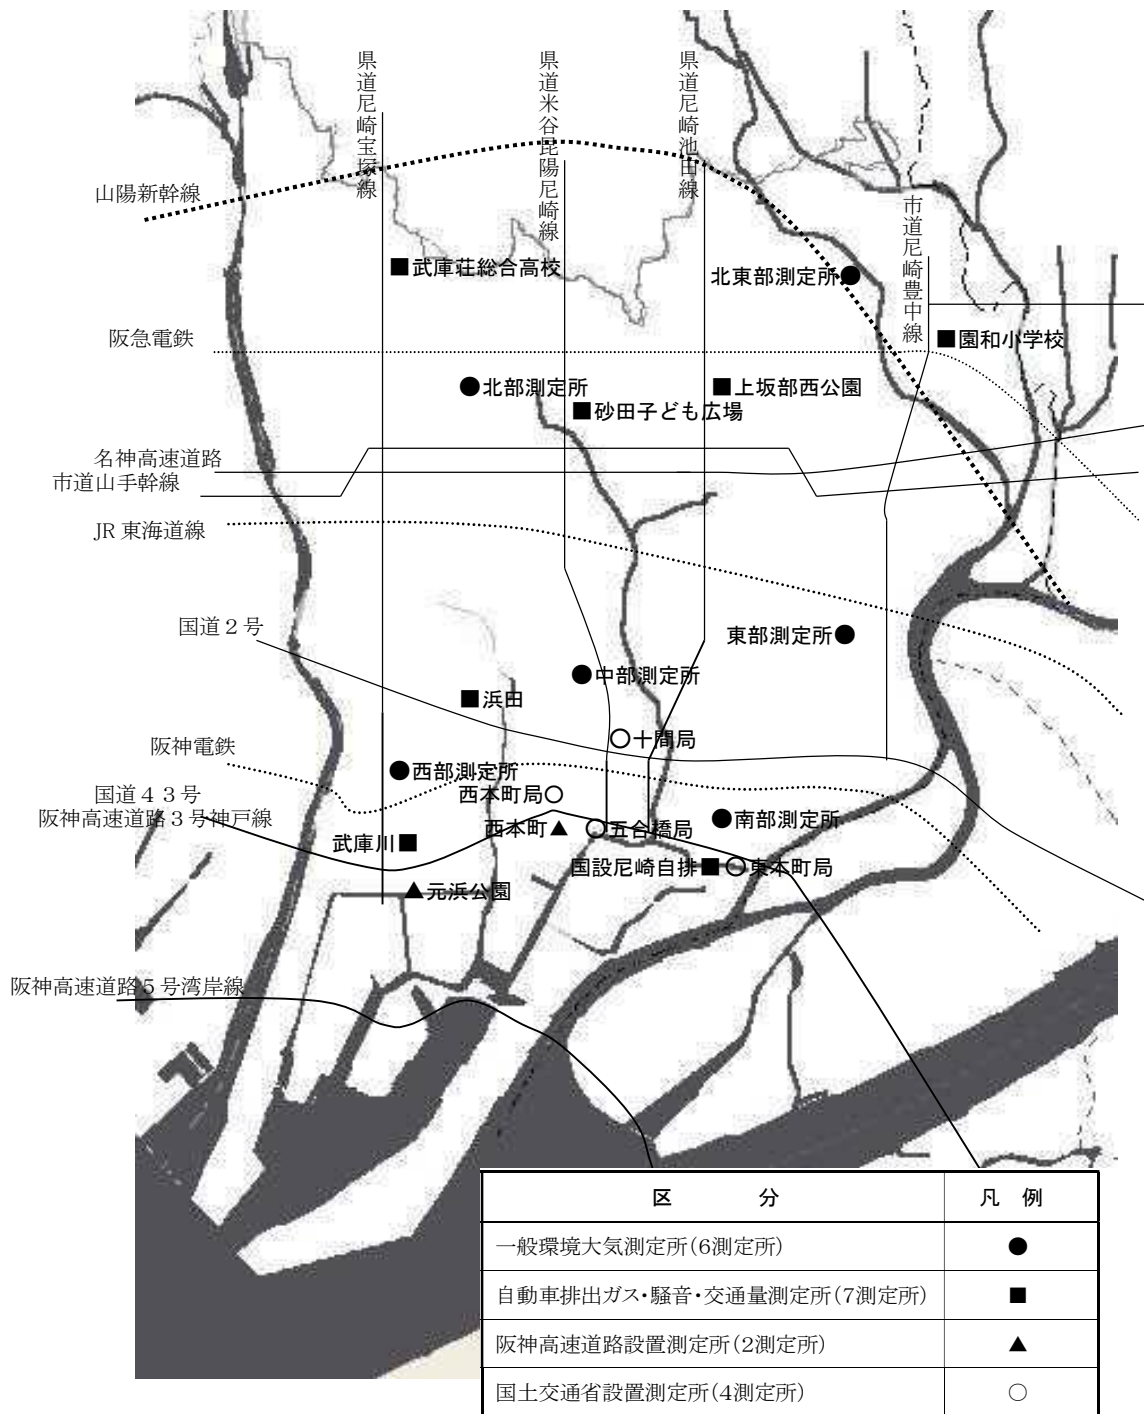 県道尼崎宝塚線
県道米谷昆陽尼崎線
県道尼崎池田線
山陽新幹線
市道尼崎豊中線
■武庫荘総合高校
北東部測定所●
阪急電鉄
■園和小学校
●北部測定所
■上坂部西公園
■砂田子ども広場
名神高速道路
市道山手幹線
JR東海道線
国道2号
東部測定所●
●中部測定所
■浜田
○十間局
阪神電鉄
●西部測定所
西本町局○
国道43号
阪神高速道路3号神戸線
西本町▲
○五合橋局
●南部測定所
武庫川■
国設尼崎自排■
○東本町局
▲元浜公園
阪神高速道路5号湾岸線
区 分 凡 例
一般環境大気測定所(6測定所) ●
自動車排出ガス・騒音・交通量測定所(7測定所) ■
阪神高速道路設置測定所(2測定所) ▲
国土交通省設置測定所(4測定所) ○